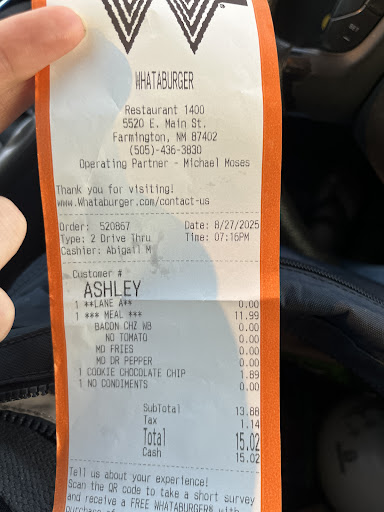 WHATABURGER
Restaurant 1400
5520 E. Main St.
Farmington, NM 87402
(505)-436-3830
Operating Partner - Michael Moses
Thank you for visiting!
www.Whataburger.com/contact-us
Order: 520867 Date: 8/27/2025
Type: 2 Drive Thru Time: 07:16PM
Cashier: Abigail M
Customer #
ASHLEY
1 **LANE A** 0.00
1 *** MEAL *** 11.99
BACON CHZ WB 0.00
NO TOMATO 0.00
MD FRIES 0.00
MD DR PEPPER 0.00
1 COOKIE CHOCOLATE CHIP 1.89
1 NO CONDIMENTS 0.00
SubTotal 13.88
Tax 1.14
Total 15.02
Cash 15.02
Tell us about your experience!
Scan the QR code to take a short survey
and receive a FREE WHATABURGER® with
purchase of